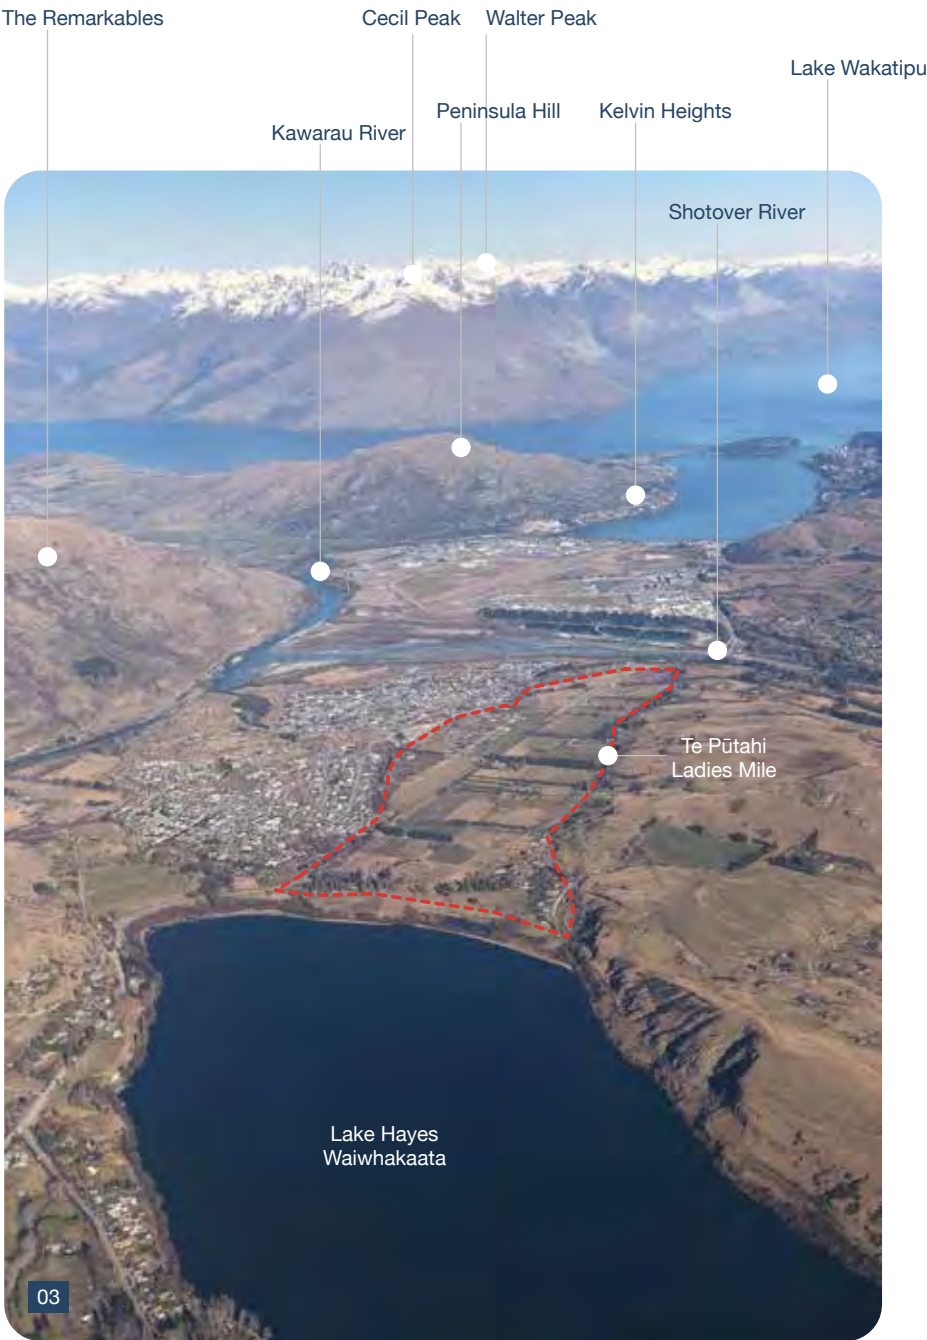 The Remarkables
Cecil Peak
Walter Peak
Lake Wakatipu
Peninsula Hill
Kelvin Heights
Kawarau River
Shotover River
Te Pūtahi
Ladies Mile
Lake Hayes
Waiwhakaata
03